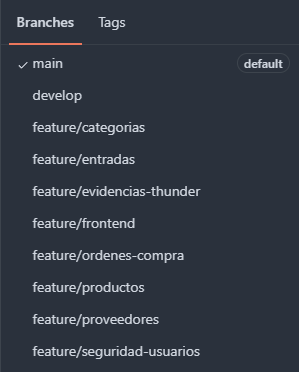 Branches Tags
main default
develop
feature/categorias
feature/entradas
feature/evidencias-thunder
feature/frontend
feature/ordenes-compra
feature/productos
feature/proveedores
feature/seguridad-usuarios